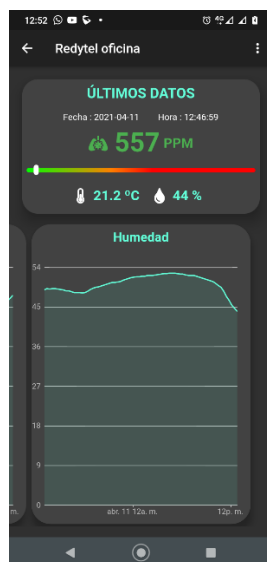 12:52
4G
Redytel oficina
ÚLTIMOS DATOS
Fecha : 2021-04-11 Hora : 12:46:59
557 PPM
21.2 ºC 44 %
Humedad
54
45
36
27
18
9
0
m. abr. 11 12a. m. 12p. m.